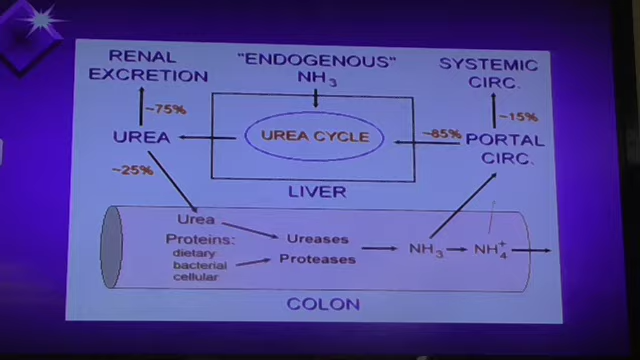 RENAL
EXCRETION
"ENDOGENOUS"
NH3
SYSTEMIC
CIRC.
~75%
~15%
UREA
UREA CYCLE
~85%
PORTAL
CIRC.
~25%
LIVER
Urea
Proteins:
dietary
bacterial
cellular
Ureases
Proteases
NH3
NH4+
COLON